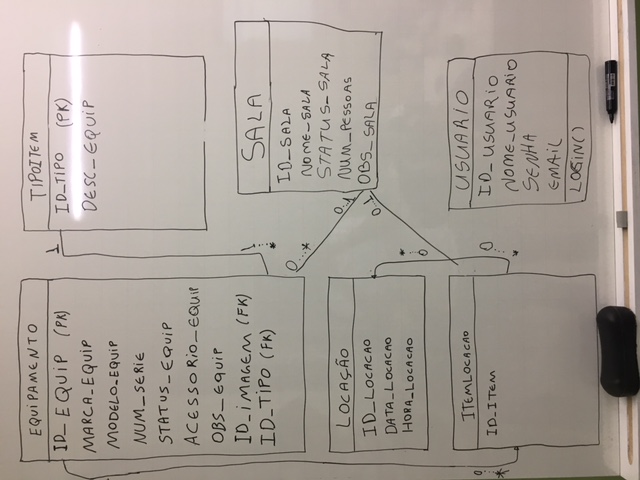 EQUIPAMENTO
ID_EQUIP (PK)
MARCA_EQUIP
MODELO_EQUIP
NUM_SERIE
STATUS_EQUIP
ACESSORIO_EQUIP
OBS_EQUIP
ID_IMAGEM (FK)
ID_TIPO (FK)
1
1...*
TIPOITEM
ID_TIPO (PK)
DESC_EQUIP
0...*
0..1
0..1
SALA
ID_SALA
NOME_SALA
STATUS_SALA
NUM_PESSOAS
OBS_SALA
LOCAÇÃO
ID_LOCACAO
DATA_LOCACAO
HORA_LOCACAO
0...*
0...*
0...*
ITEMLOCACAO
ID_ITEM
USUARIO
ID_USUARIO
NOME_USUARIO
SENHA
EMAIL
LOGIN()